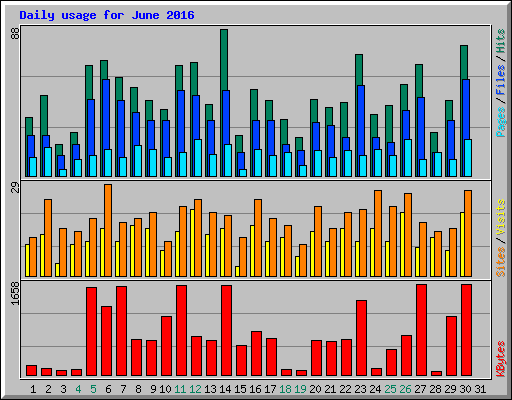 Daily usage for June 2016
88
Pages / Files / Hits
29
Sites / Visits
1658
KBytes
1 2 3 4 5 6 7 8 9 10 11 12 13 14 15 16 17 18 19 20 21 22 23 24 25 26 27 28 29 30 31